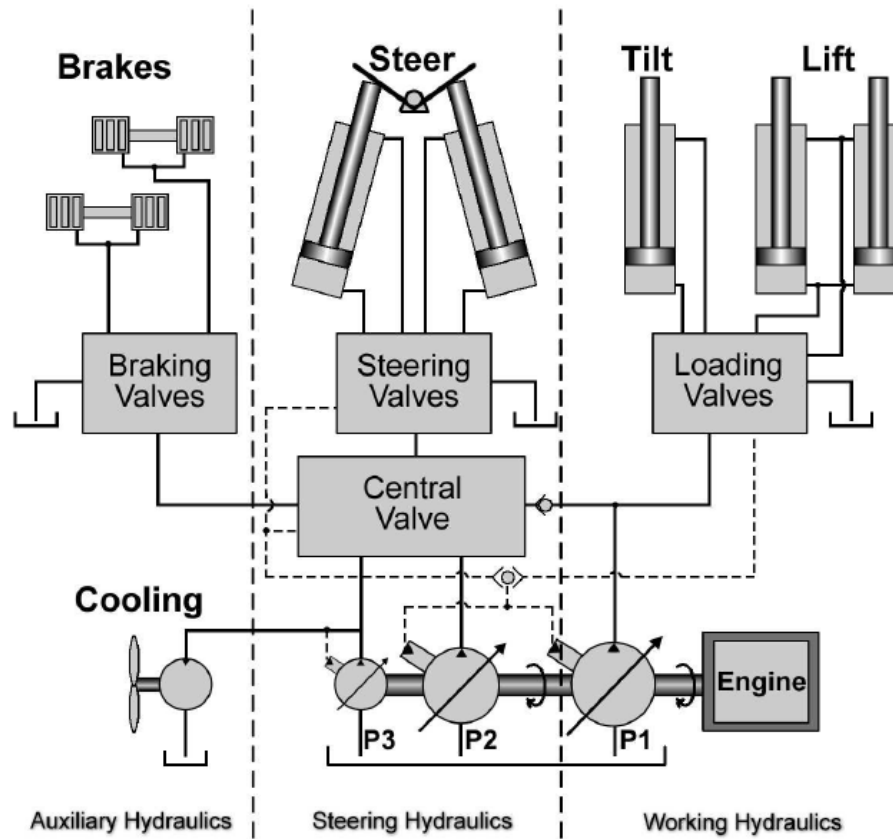 Brakes
Steer
Tilt
Lift
Braking
Valves
Steering
Valves
Loading
Valves
Central
Valve
Cooling
Engine
P3
P2
P1
Auxiliary Hydraulics
Steering Hydraulics
Working Hydraulics